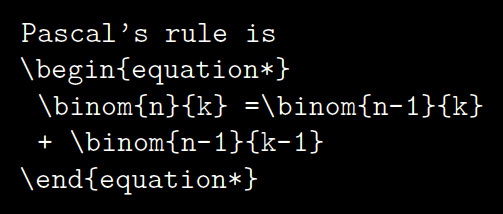 Pascal’s rule is
\begin{equation*}
\binom{n}{k} =\binom{n-1}{k}
+ \binom{n-1}{k-1}
\end{equation*}